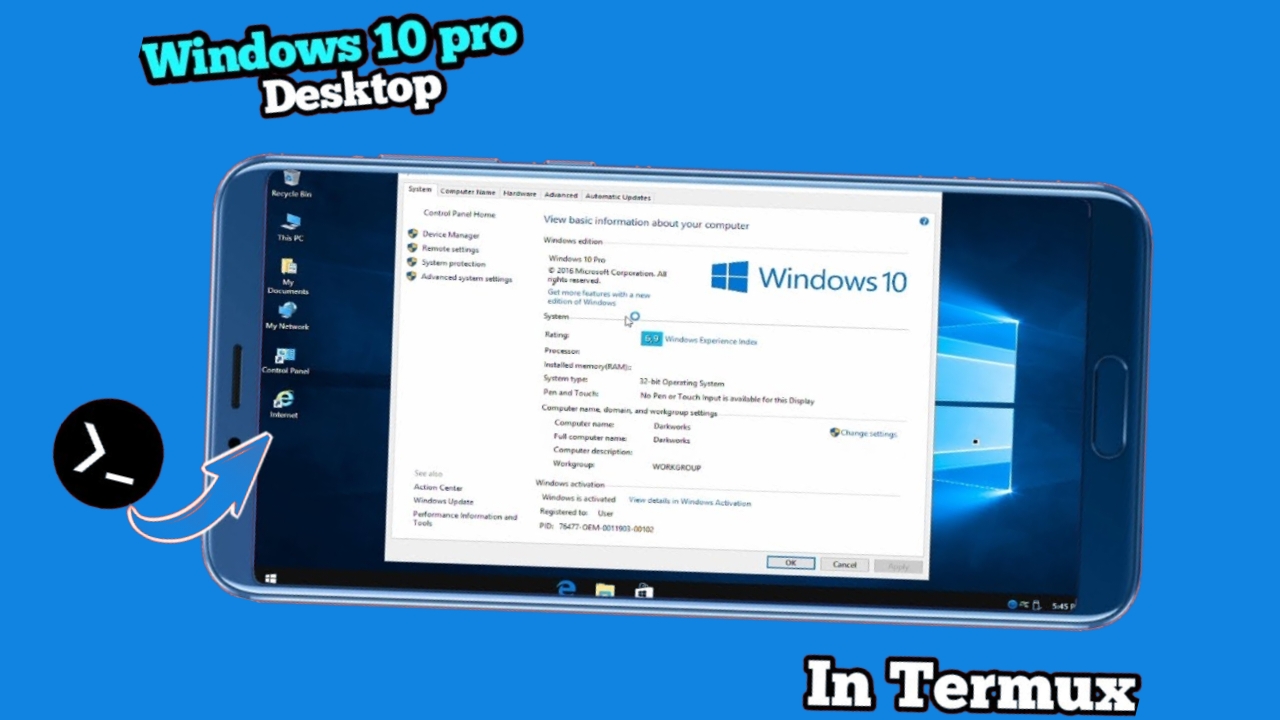 Windows 10 pro
Desktop
Recycle Bin
This PC
My
Documents
My Network
Control Panel
Internet
System Computer Name Hardware Advanced Automatic Updates
Control Panel Home
Device Manager
Remote settings
System protection
Advanced system settings
See also
Action Center
Windows Update
Performance Information and
Tools
View basic information about your computer
Windows edition
Windows 10 Pro
© 2016 Microsoft Corporation. All
rights reserved.
Get more features with a new
edition of Windows
Windows 10
System
Rating: 6,9 Windows Experience Index
Processor:
Installed memory(RAM):
System type: 32-bit Operating System
Pen and Touch: No Pen or Touch Input is available for this Display
Computer name, domain, and workgroup settings
Computer name: Darkworks
Change settings
Full computer name: Darkworks
Computer description:
Workgroup: WORKGROUP
Windows activation
Windows is activated View details in Windows Activation
Registered to: User
PID: 76477-OEM-0011903-00102
OK Cancel Apply
5:45 P
In Termux